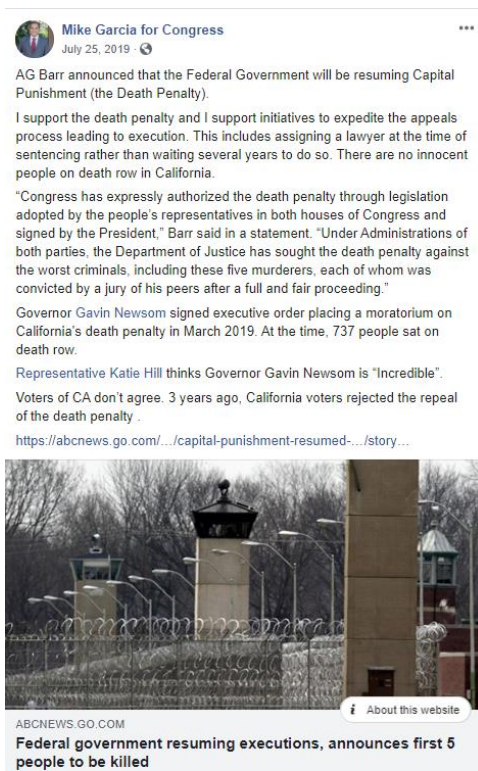 Mike Garcia for Congress
July 25, 2019 ·
AG Barr announced that the Federal Government will be resuming Capital
Punishment (the Death Penalty).
I support the death penalty and I support initiatives to expedite the appeals
process leading to execution. This includes assigning a lawyer at the time of
sentencing rather than waiting several years to do so. There are no innocent
people on death row in California.
“Congress has expressly authorized the death penalty through legislation
adopted by the people’s representatives in both houses of Congress and
signed by the President,” Barr said in a statement. “Under Administrations of
both parties, the Department of Justice has sought the death penalty against
the worst criminals, including these five murderers, each of whom was
convicted by a jury of his peers after a full and fair proceeding.”
Governor Gavin Newsom signed executive order placing a moratorium on
California’s death penalty in March 2019. At the time, 737 people sat on
death row.
Representative Katie Hill thinks Governor Gavin Newsom is “Incredible”.
Voters of CA don’t agree. 3 years ago, California voters rejected the repeal
of the death penalty .
https://abcnews.go.com/…/capital-punishment-resumed-…/story…
i About this website
ABCNEWS.GO.COM
Federal government resuming executions, announces first 5
people to be killed